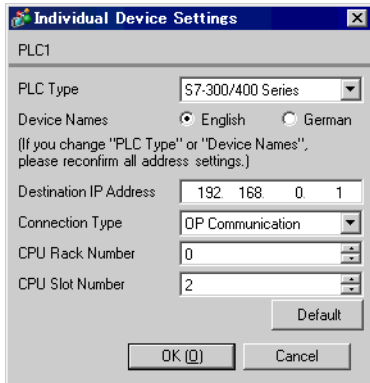 Individual Device Settings
PLC1
PLC Type S7-300/400 Series
Device Names English German
(If you change "PLC Type" or "Device Names",
please reconfirm all address settings.)
Destination IP Address 192. 168. 0. 1
Connection Type OP Communication
CPU Rack Number 0
CPU Slot Number 2
Default
OK (O) Cancel